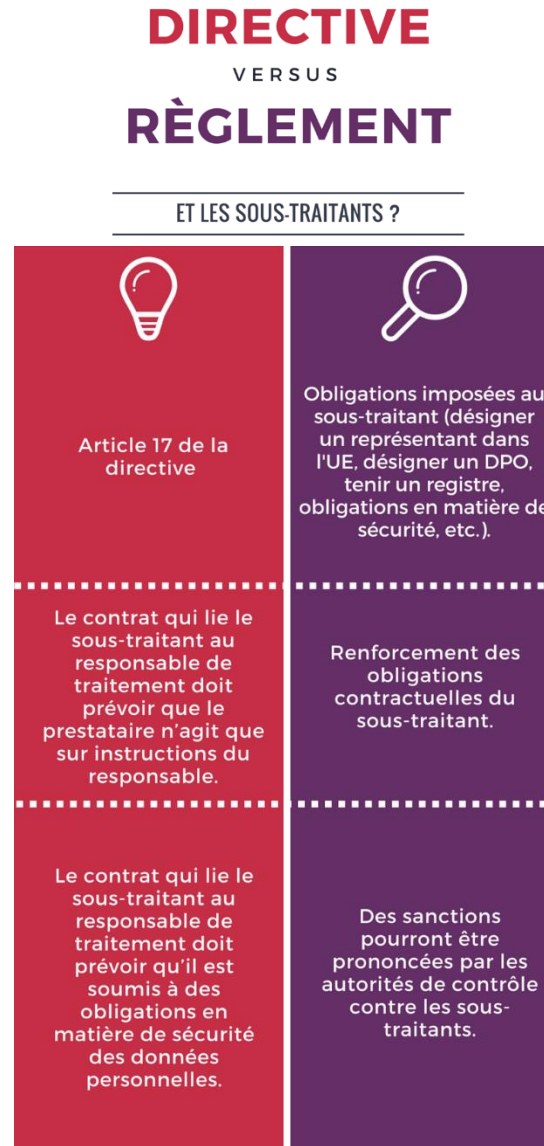 DIRECTIVE
VERSUS
RÈGLEMENT
ET LES SOUS-TRAITANTS ?
Article 17 de la
directive
Obligations imposées au
sous-traitant (désigner
un représentant dans
l'UE, désigner un DPO,
tenir un registre,
obligations en matière de
sécurité, etc.).
Le contrat qui lie le
sous-traitant au
responsable de
traitement doit
prévoir que le
prestataire n’agit que
sur instructions du
responsable.
Renforcement des
obligations
contractuelles du
sous-traitant.
Le contrat qui lie le
sous-traitant au
responsable de
traitement doit
prévoir qu’il est
soumis à des
obligations en
matière de sécurité
des données
personnelles.
Des sanctions
pourront être
prononcées par les
autorités de contrôle
contre les sous-
traitants.